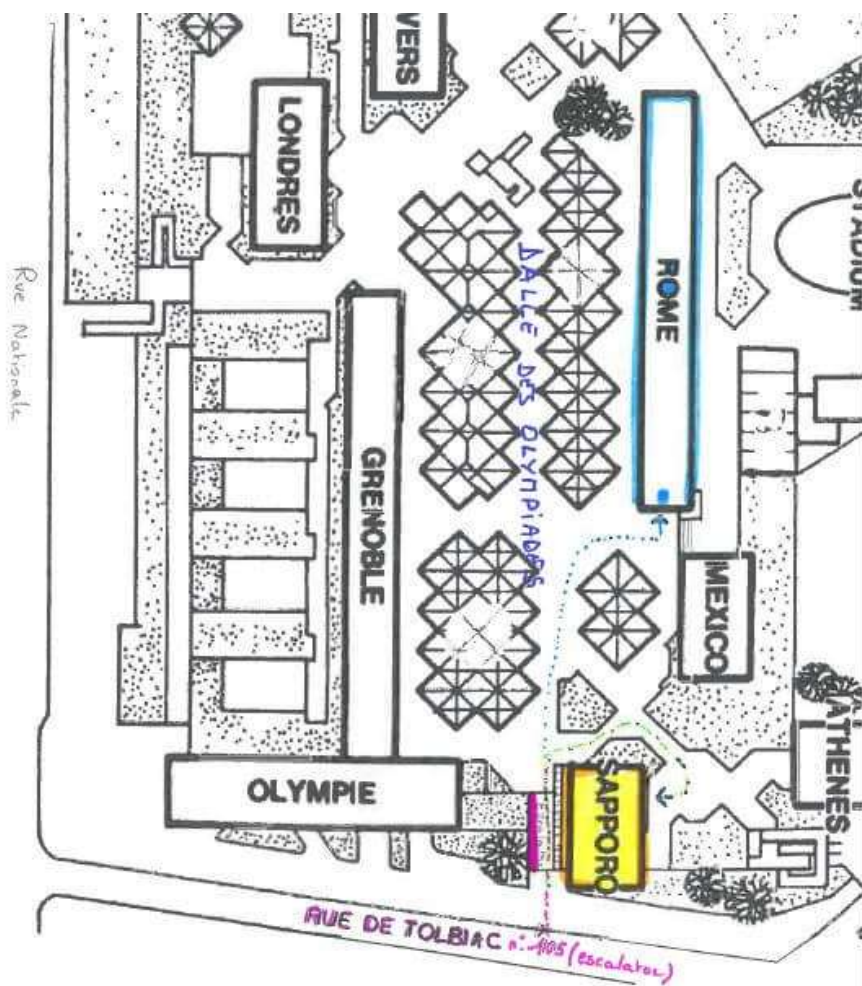 VERS
LONDRES
STADIUM
ROME
DALLE DES OLYMPIADES
Rue Nationale
GRENOBLE
MEXICO
ATHENES
OLYMPIE
SAPPORO
RUE DE TOLBIAC n° 105 (escalator)